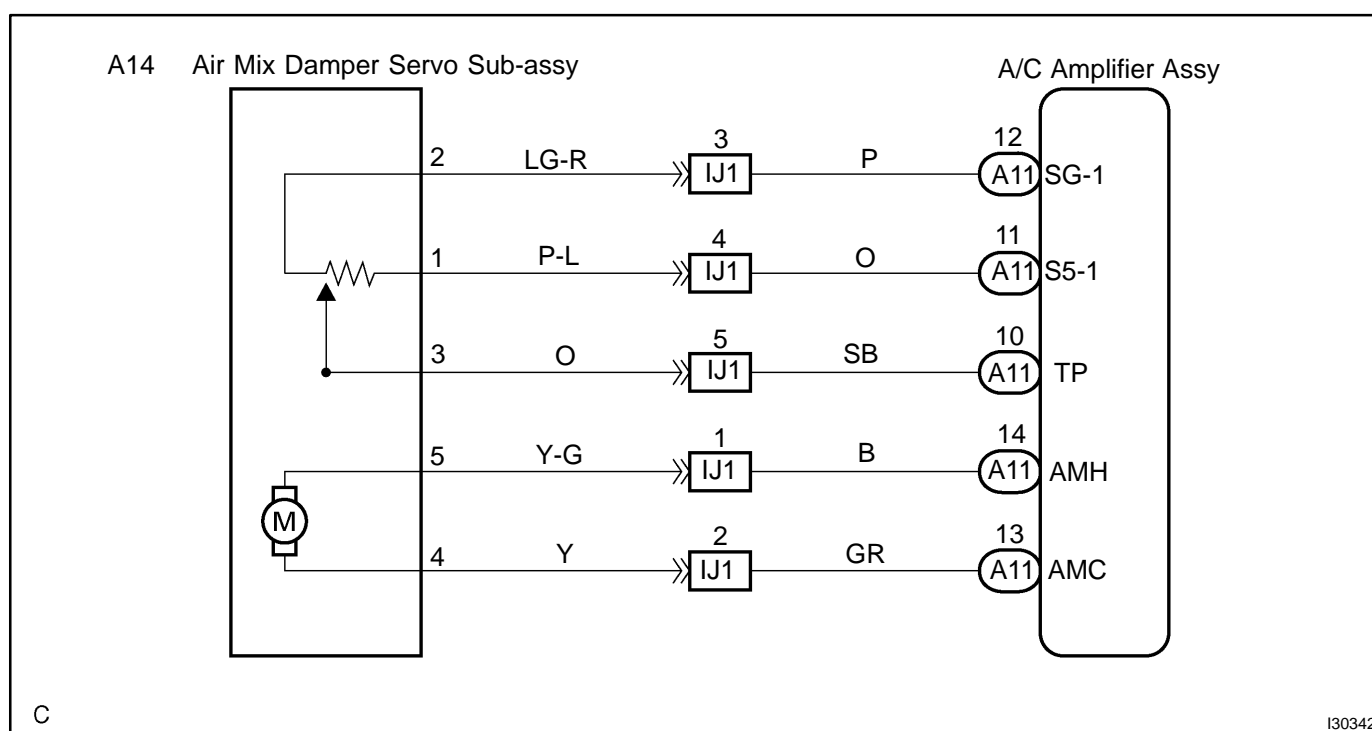 A14 Air Mix Damper Servo Sub-assy
A/C Amplifier Assy
2 LG-R 3 IJ1 P 12 A11 SG-1
1 P-L 4 IJ1 O 11 A11 S5-1
3 O 5 IJ1 SB 10 A11 TP
5 Y-G 1 IJ1 B 14 A11 AMH
M
4 Y 2 IJ1 GR 13 A11 AMC
C
I30342